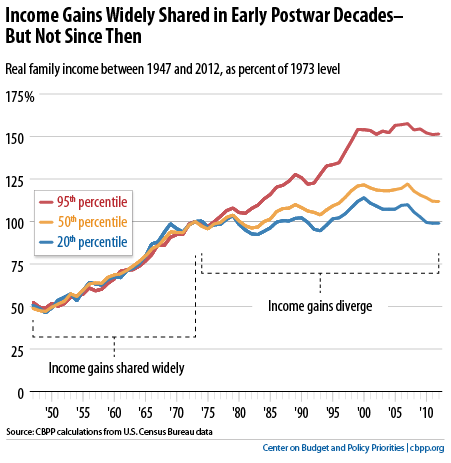 Income Gains Widely Shared in Early Postwar Decades–
But Not Since Then
Real family income between 1947 and 2012, as percent of 1973 level
175%
150
125
100
75
50
25
0
95th percentile
50th percentile
20th percentile
Income gains diverge
Income gains shared widely
'50 '55 '60 '65 '70 '75 '80 '85 '90 '95 '00 '05 '10
Source: CBPP calculations from U.S. Census Bureau data
Center on Budget and Policy Priorities | cbpp.org